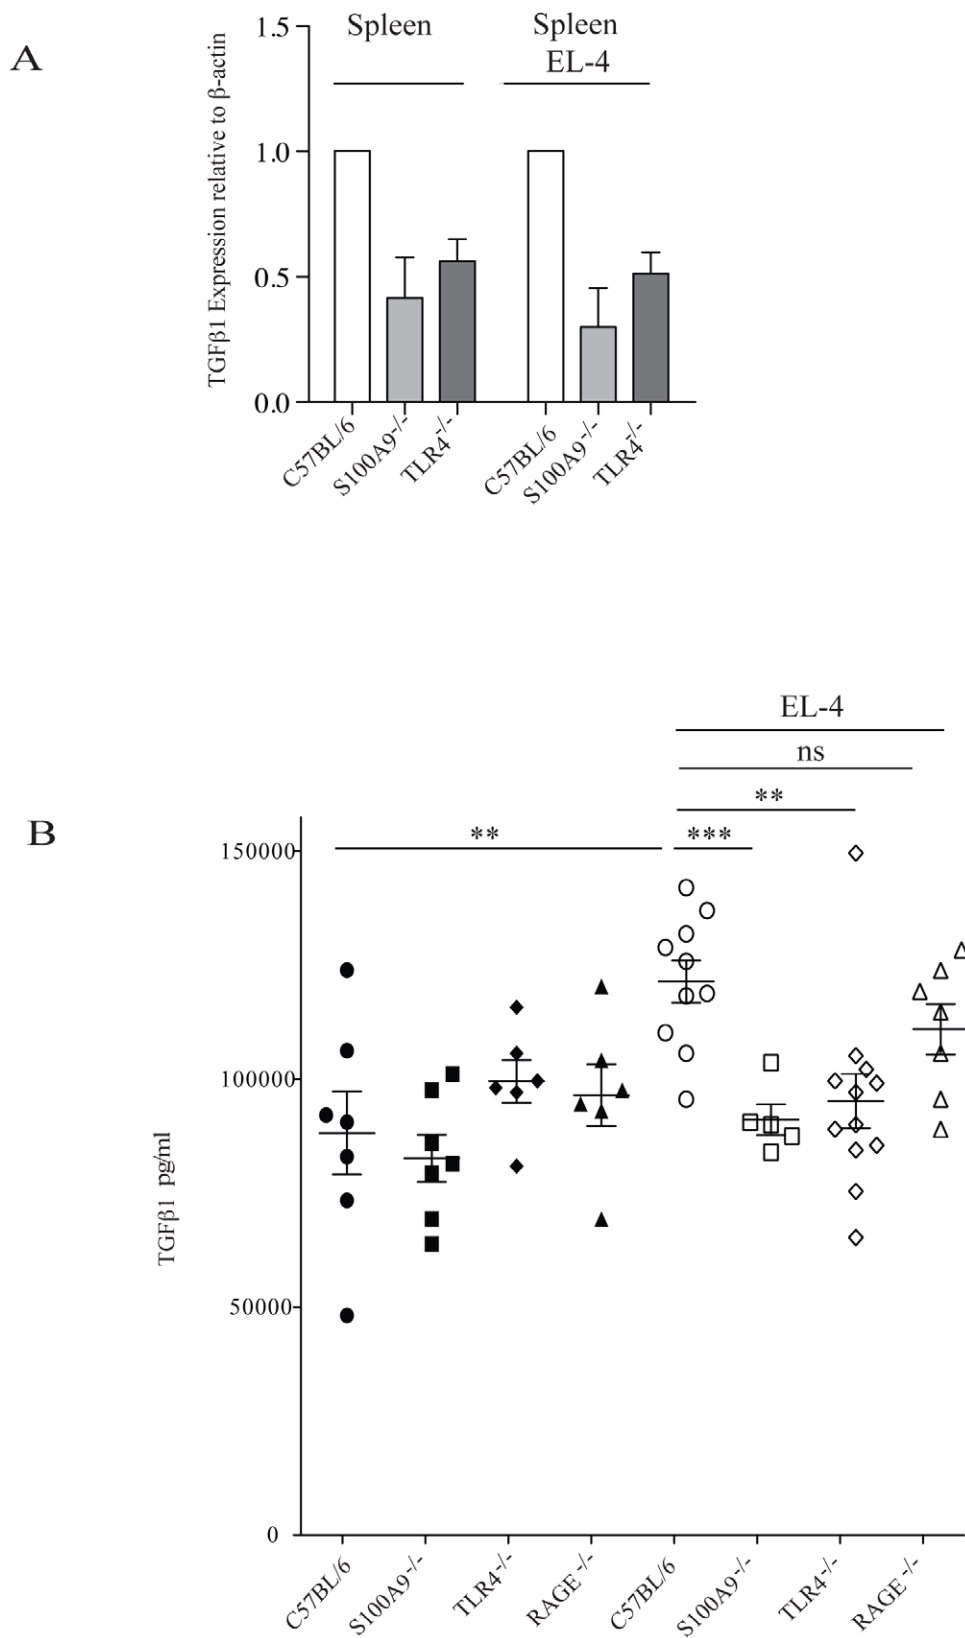 A
TGFβ1 Expression relative to β-actin
1.5
1.0
0.5
0.0
Spleen
Spleen
EL-4
C57BL/6
S100A9-/-
TLR4-/-
C57BL/6
S100A9-/-
TLR4-/-
B
EL-4
ns
**
**
***
TGFβ1 pg/ml
150000
100000
50000
0
C57BL/6
S100A9-/-
TLR4-/-
RAGE-/-
C57BL/6
S100A9-/-
TLR4-/-
RAGE-/-